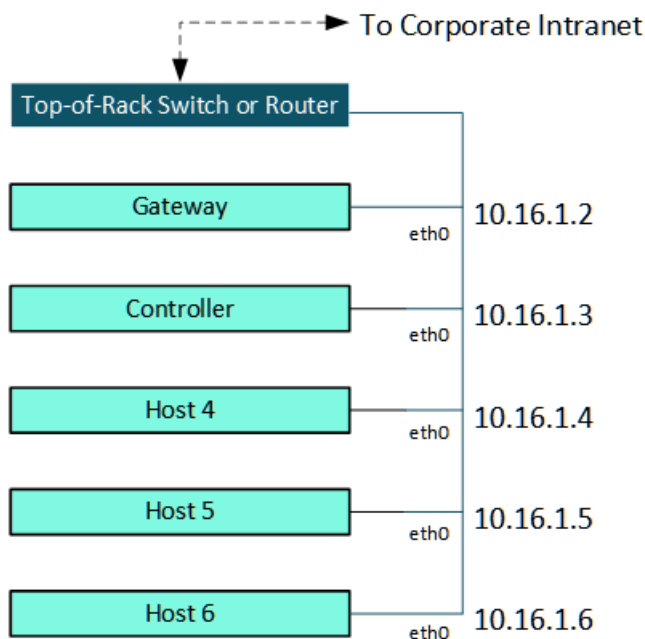 To Corporate Intranet
Top-of-Rack Switch or Router
Gateway
eth0
10.16.1.2
Controller
eth0
10.16.1.3
Host 4
eth0
10.16.1.4
Host 5
eth0
10.16.1.5
Host 6
eth0
10.16.1.6